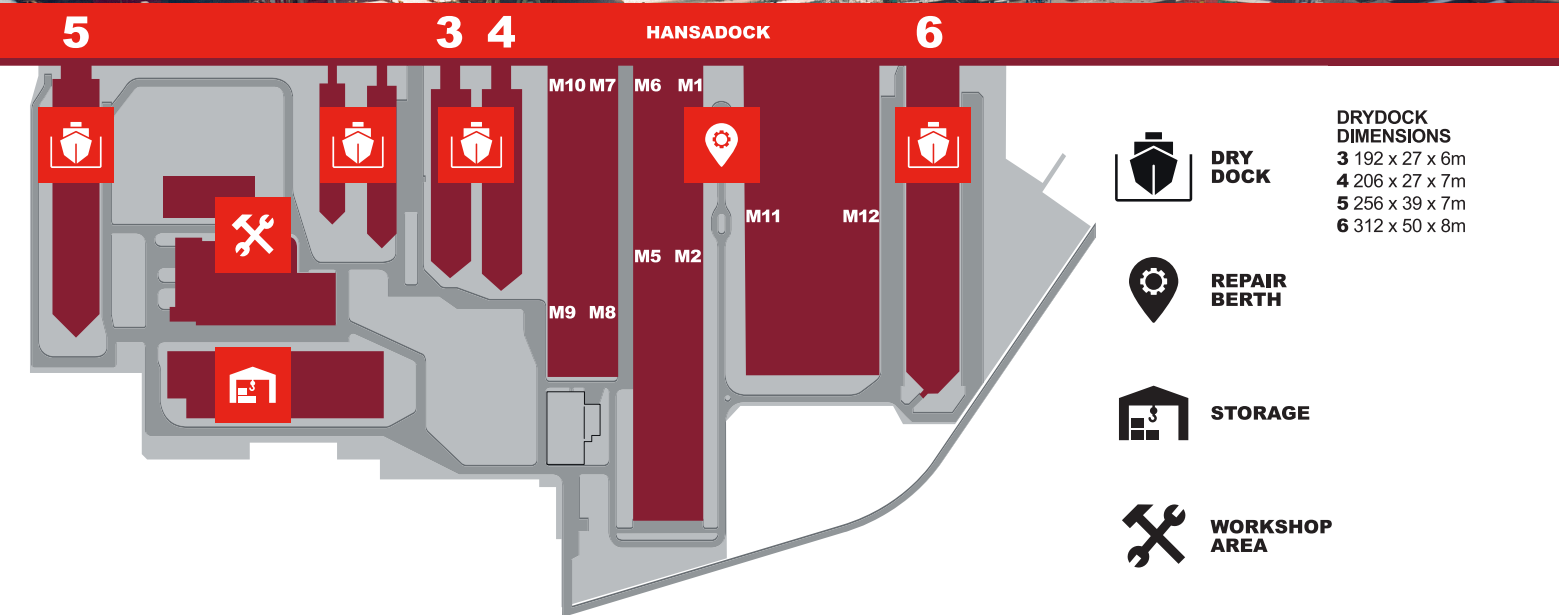 5 3 4 HANSADOCK 6
M10 M7 M6 M1
M11 M12
M5 M2
M9 M8
DRY
DOCK
REPAIR
BERTH
STORAGE
WORKSHOP
AREA
DRYDOCK
DIMENSIONS
3 192 x 27 x 6m
4 206 x 27 x 7m
5 256 x 39 x 7m
6 312 x 50 x 8m